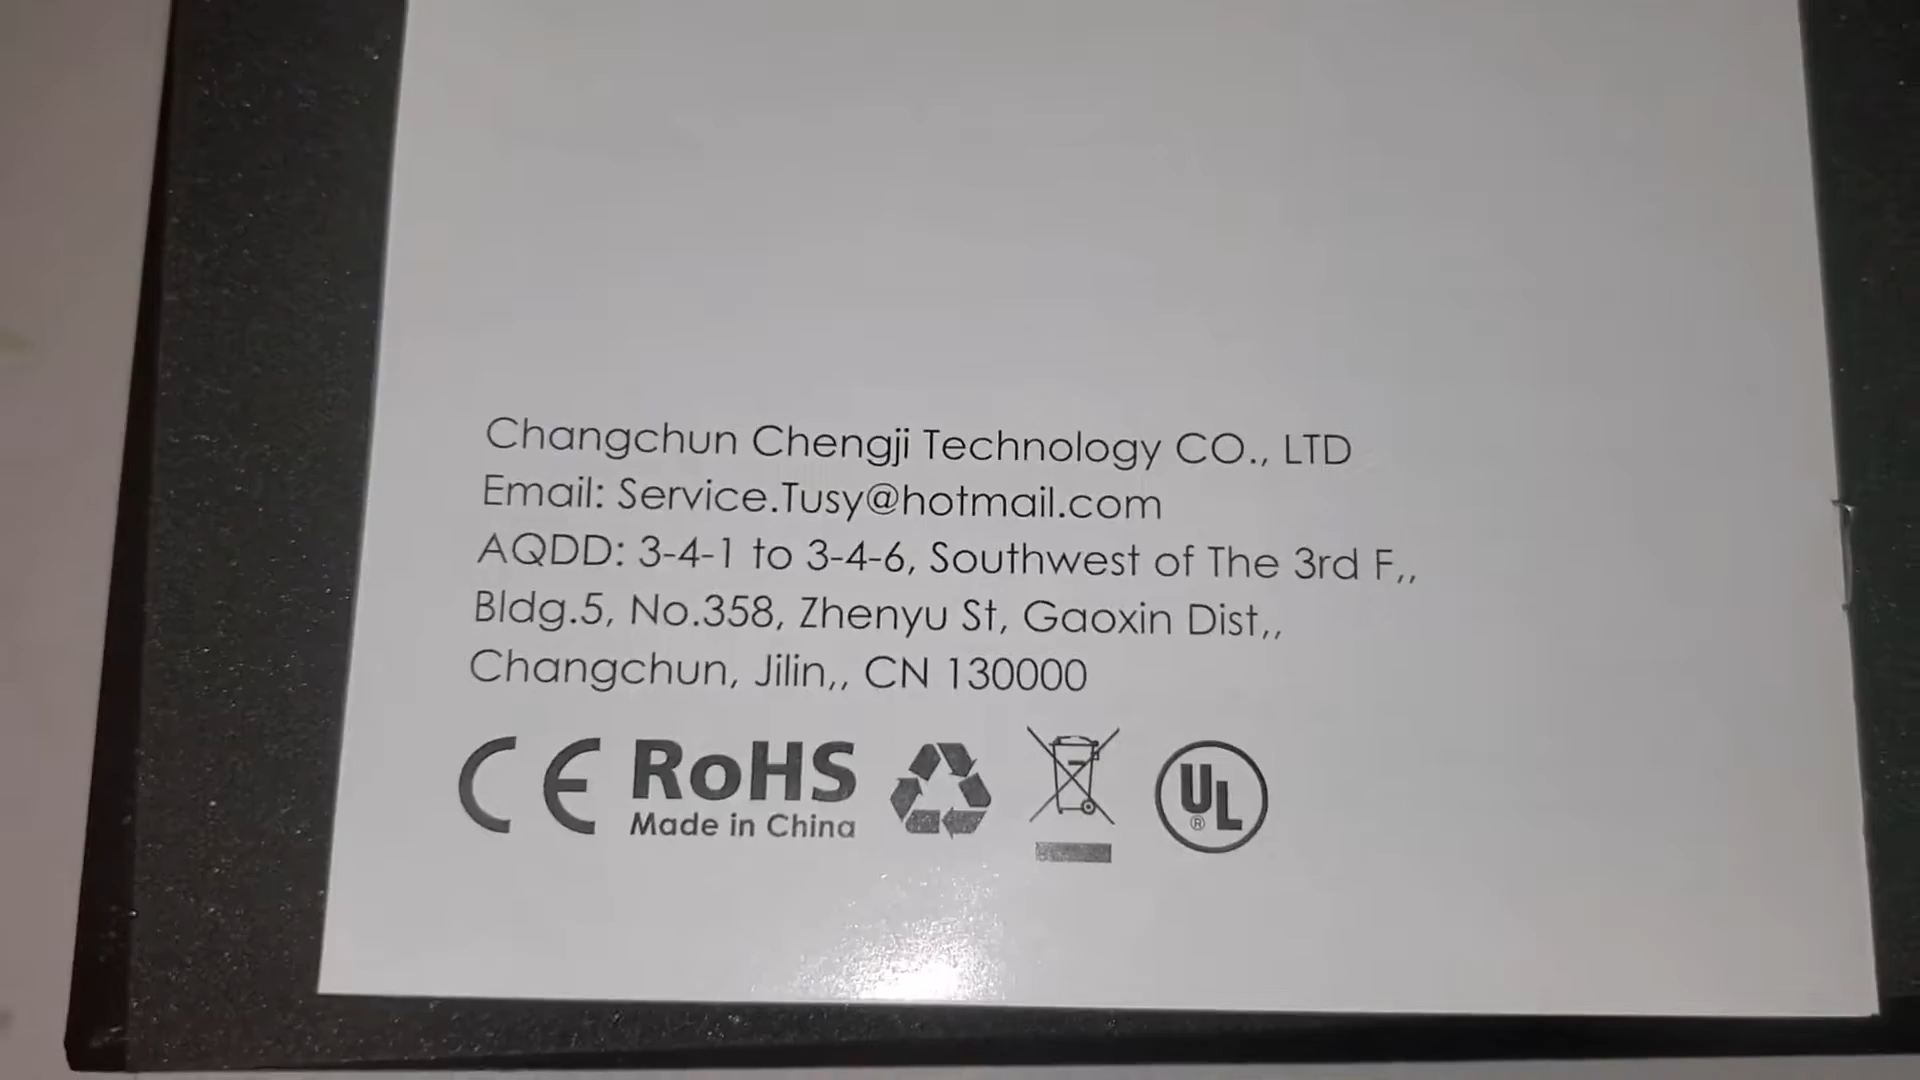 Changchun Chengji Technology CO., LTD
Email: Service.Tusy@hotmail.com
AQDD: 3-4-1 to 3-4-6, Southwest of The 3rd F,,
Bldg.5, No.358, Zhenyu St, Gaoxin Dist,,
Changchun, Jilin,, CN 130000
CE RoHS
Made in China
UL
®